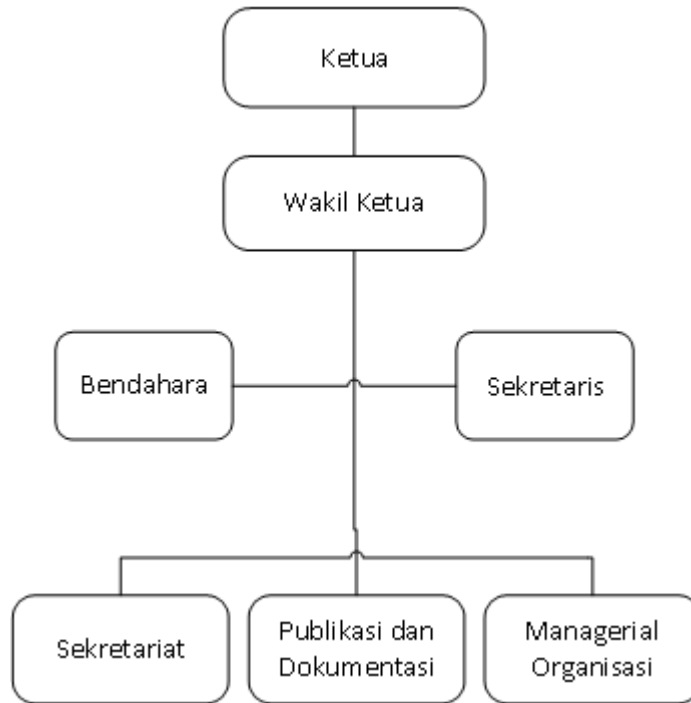 Ketua
Wakil Ketua
Bendahara
Sekretaris
Sekretariat
Publikasi dan
Dokumentasi
Managerial
Organisasi